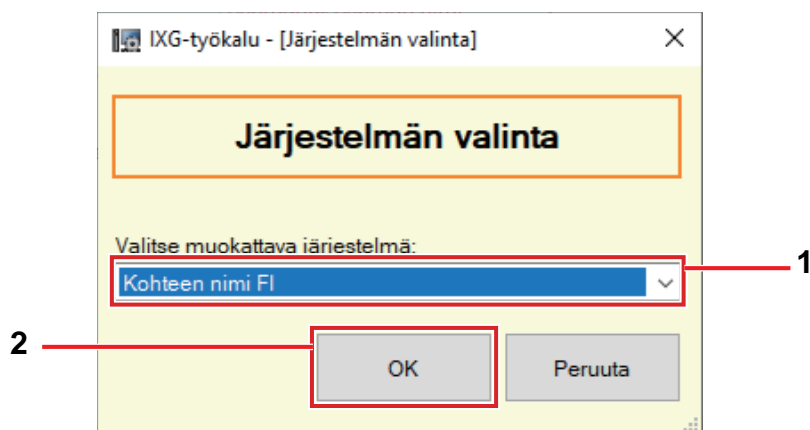 IXG-työkalu - [Järjestelmän valinta]
Järjestelmän valinta
Valitse muokattava järjestelmä:
Kohteen nimi FI
1
2
OK
Peruuta